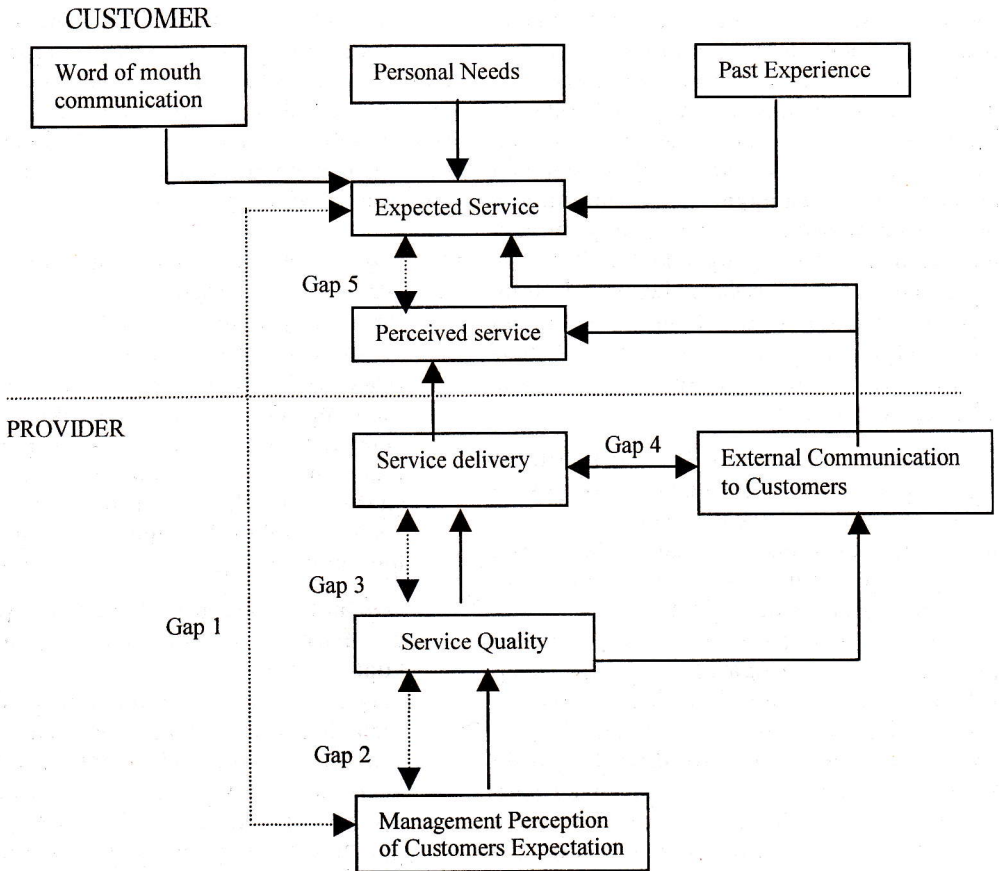 CUSTOMER
Word of mouth
communication
Personal Needs
Past Experience
Expected Service
Gap 5
Perceived service
PROVIDER
Service delivery
Gap 4
External Communication
to Customers
Gap 3
Gap 1
Service Quality
Gap 2
Management Perception
of Customers Expectation